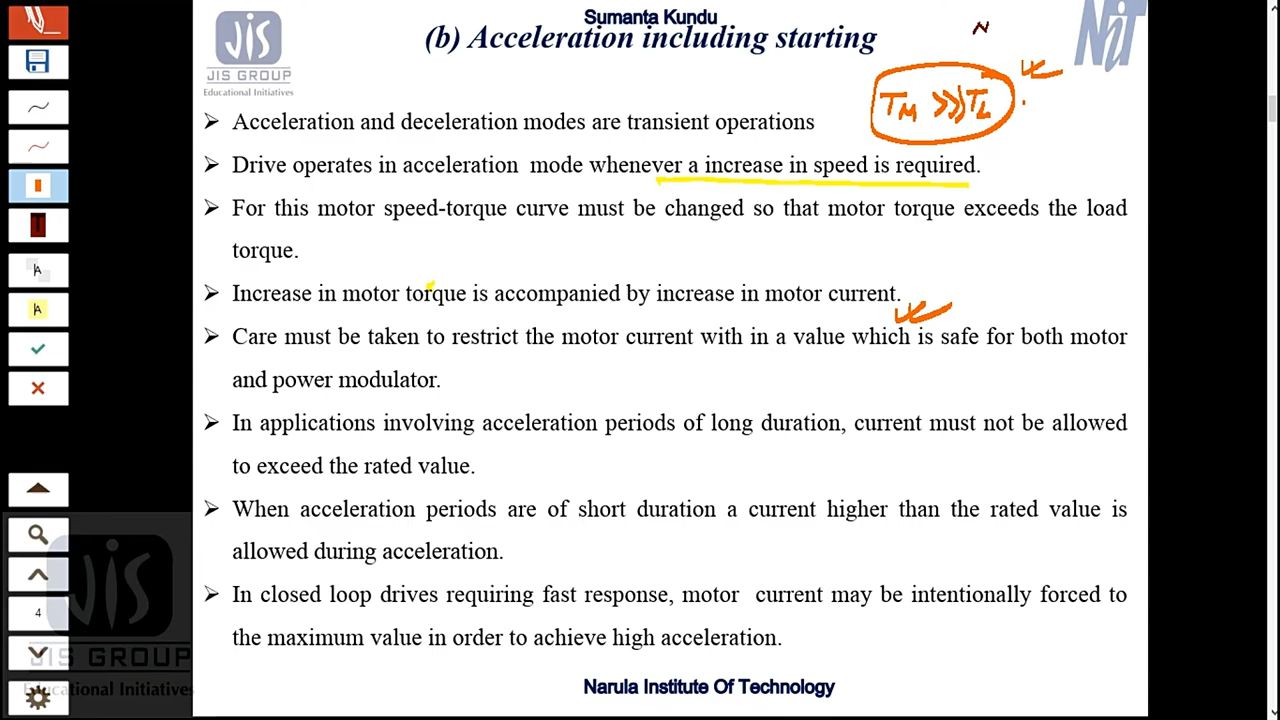 Sumanta Kundu
JIS
JIS GROUP
Educational Initiatives
(b) Acceleration including starting
N
NiT
TM >>> TL
➢ Acceleration and deceleration modes are transient operations
➢ Drive operates in acceleration mode whenever a increase in speed is required.
➢ For this motor speed-torque curve must be changed so that motor torque exceeds the load
torque.
➢ Increase in motor torque is accompanied by increase in motor current.
➢ Care must be taken to restrict the motor current with in a value which is safe for both motor
and power modulator.
➢ In applications involving acceleration periods of long duration, current must not be allowed
to exceed the rated value.
➢ When acceleration periods are of short duration a current higher than the rated value is
allowed during acceleration.
➢ In closed loop drives requiring fast response, motor current may be intentionally forced to
the maximum value in order to achieve high acceleration.
Narula Institute Of Technology
T
A
A
4
JIS
JIS GROUP
Educational Initiatives